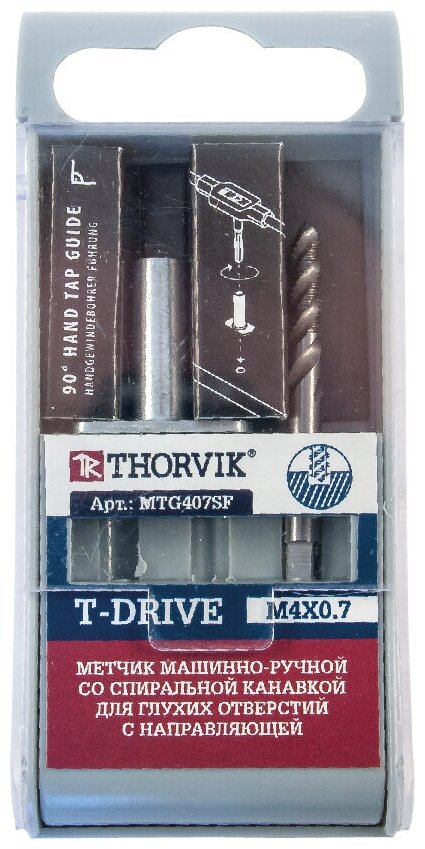 90° HAND TAP GUIDE
HANDGEWINDEBOHRER FÜHRUNG
THORVIK®
Арт.: MTG407SF
T-DRIVE M4X0.7
МЕТЧИК МАШИННО-РУЧНОЙ
СО СПИРАЛЬНОЙ КАНАВКОЙ
ДЛЯ ГЛУХИХ ОТВЕРСТИЙ
С НАПРАВЛЯЮЩЕЙ